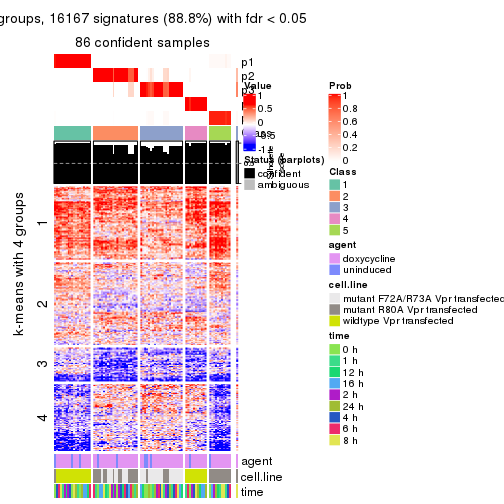 groups, 16167 signatures (88.8%) with fdr < 0.05
86 confident samples
p1
p2
Value
1
0.5
0
-0.5
-1
Status (barplots)
confident
ambiguous
Prob
1
0.8
0.6
0.4
0.2
0
Class
1
2
3
4
5
agent
doxycycline
uninduced
cell.line
mutant F72A/R73A Vpr transfected
mutant R80A Vpr transfected
wildtype Vpr transfected
time
0 h
1 h
12 h
16 h
2 h
24 h
4 h
6 h
8 h
k-means with 4 groups
1
2
3
4
agent
cell.line
time